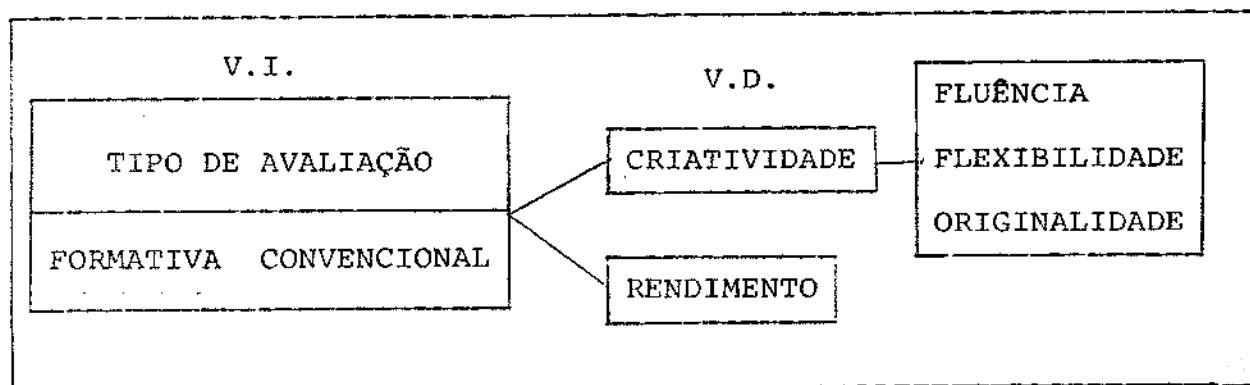 V.I.
V.D.
TIPO DE AVALIAÇÃO
FORMATIVA CONVENCIONAL
CRIATIVIDADE
RENDIMENTO
FLUÊNCIA
FLEXIBILIDADE
ORIGINALIDADE